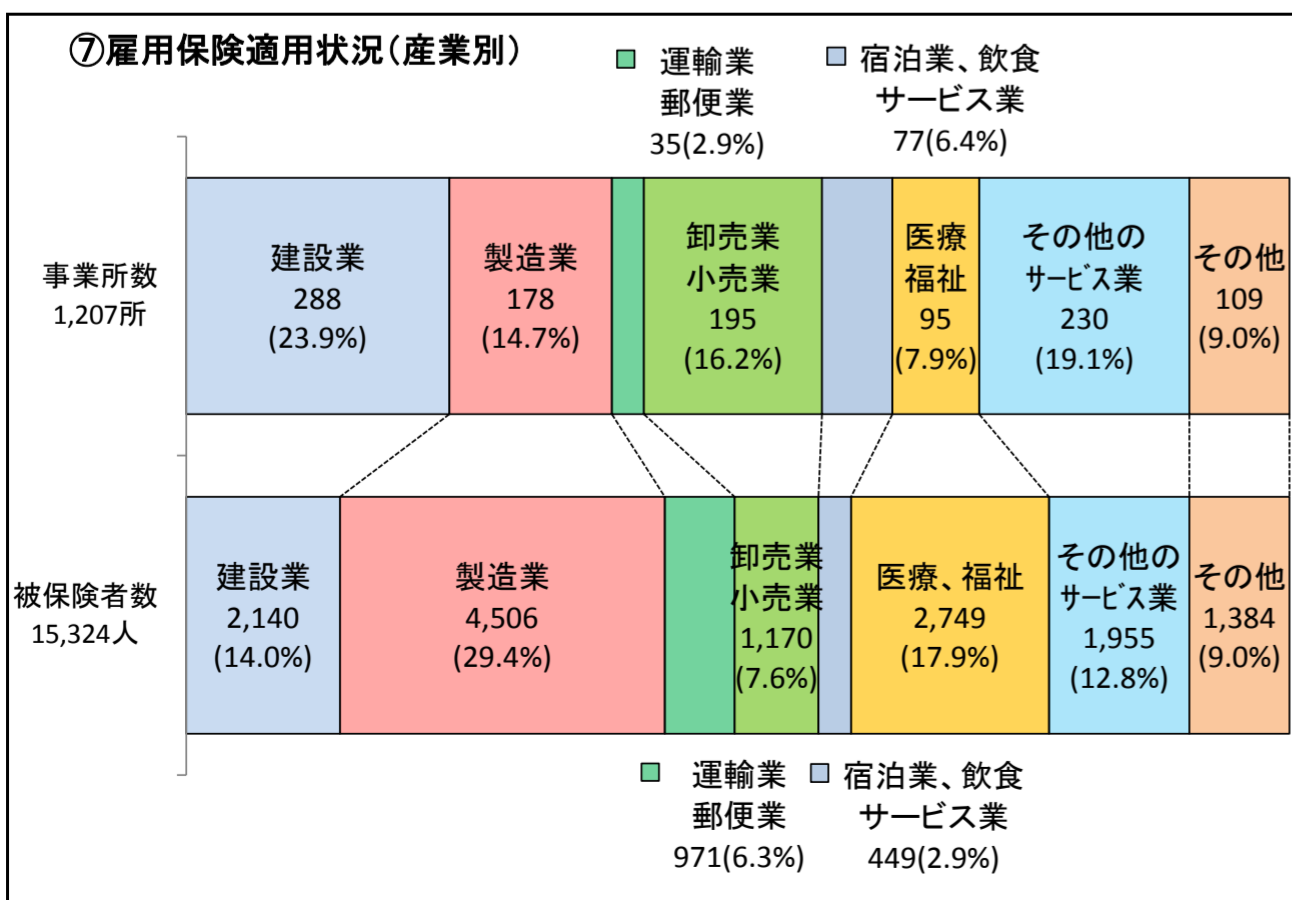 ⑦雇用保険適用状況(産業別)
運輸業
郵便業
35(2.9%)
宿泊業、飲食
サービス業
77(6.4%)
事業所数
1,207所
建設業
288
(23.9%)
製造業
178
(14.7%)
卸売業
小売業
195
(16.2%)
医療
福祉
95
(7.9%)
その他の
サービス業
230
(19.1%)
その他
109
(9.0%)
被保険者数
15,324人
建設業
2,140
(14.0%)
製造業
4,506
(29.4%)
卸売業
小売業
1,170
(7.6%)
医療、福祉
2,749
(17.9%)
その他の
サービス業
1,955
(12.8%)
その他
1,384
(9.0%)
運輸業
郵便業
971(6.3%)
宿泊業、飲食
サービス業
449(2.9%)